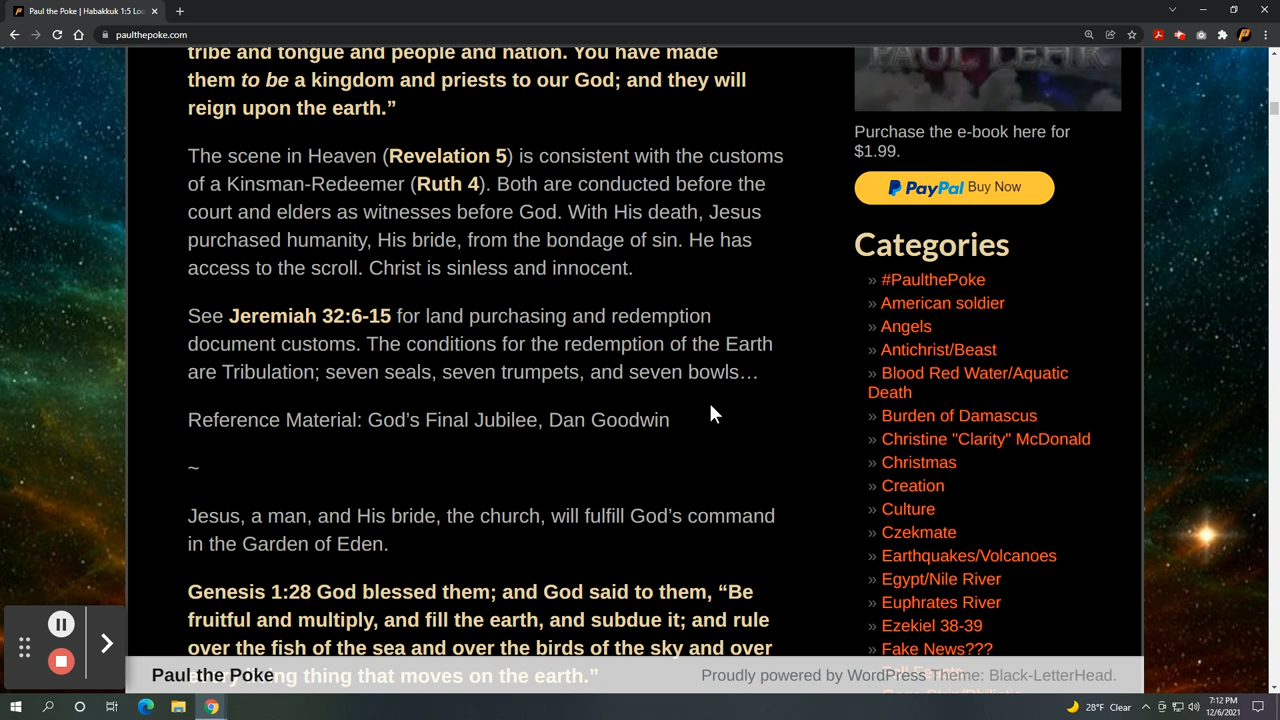 Paul the Poke | Habakkuk 1:5 Loo
paulthepoke.com
tribe and tongue and people and nation. You have made
them to be a kingdom and priests to our God; and they will
reign upon the earth.”
The scene in Heaven (Revelation 5) is consistent with the customs
of a Kinsman-Redeemer (Ruth 4). Both are conducted before the
court and elders as witnesses before God. With His death, Jesus
purchased humanity, His bride, from the bondage of sin. He has
access to the scroll. Christ is sinless and innocent.
See Jeremiah 32:6-15 for land purchasing and redemption
document customs. The conditions for the redemption of the Earth
are Tribulation; seven seals, seven trumpets, and seven bowls…
Reference Material: God’s Final Jubilee, Dan Goodwin
~
Jesus, a man, and His bride, the church, will fulfill God’s command
in the Garden of Eden.
Genesis 1:28 God blessed them; and God said to them, “Be
fruitful and multiply, and fill the earth, and subdue it; and rule
over the fish of the sea and over the birds of the sky and over
thing that moves on the earth.”
PAUL LEHR
Purchase the e-book here for
$1.99.
PayPal Buy Now
Categories
» #PaulthePoke
» American soldier
» Angels
» Antichrist/Beast
» Blood Red Water/Aquatic
Death
» Burden of Damascus
» Christine "Clarity" McDonald
» Christmas
» Creation
» Culture
» Czekmate
» Earthquakes/Volcanoes
» Egypt/Nile River
» Euphrates River
» Ezekiel 38-39
» Fake News???
» Fall Feasts
Paul the Poke
Proudly powered by WordPress Theme: Black-LetterHead.
28°F Clear
7:12 PM
12/6/2021